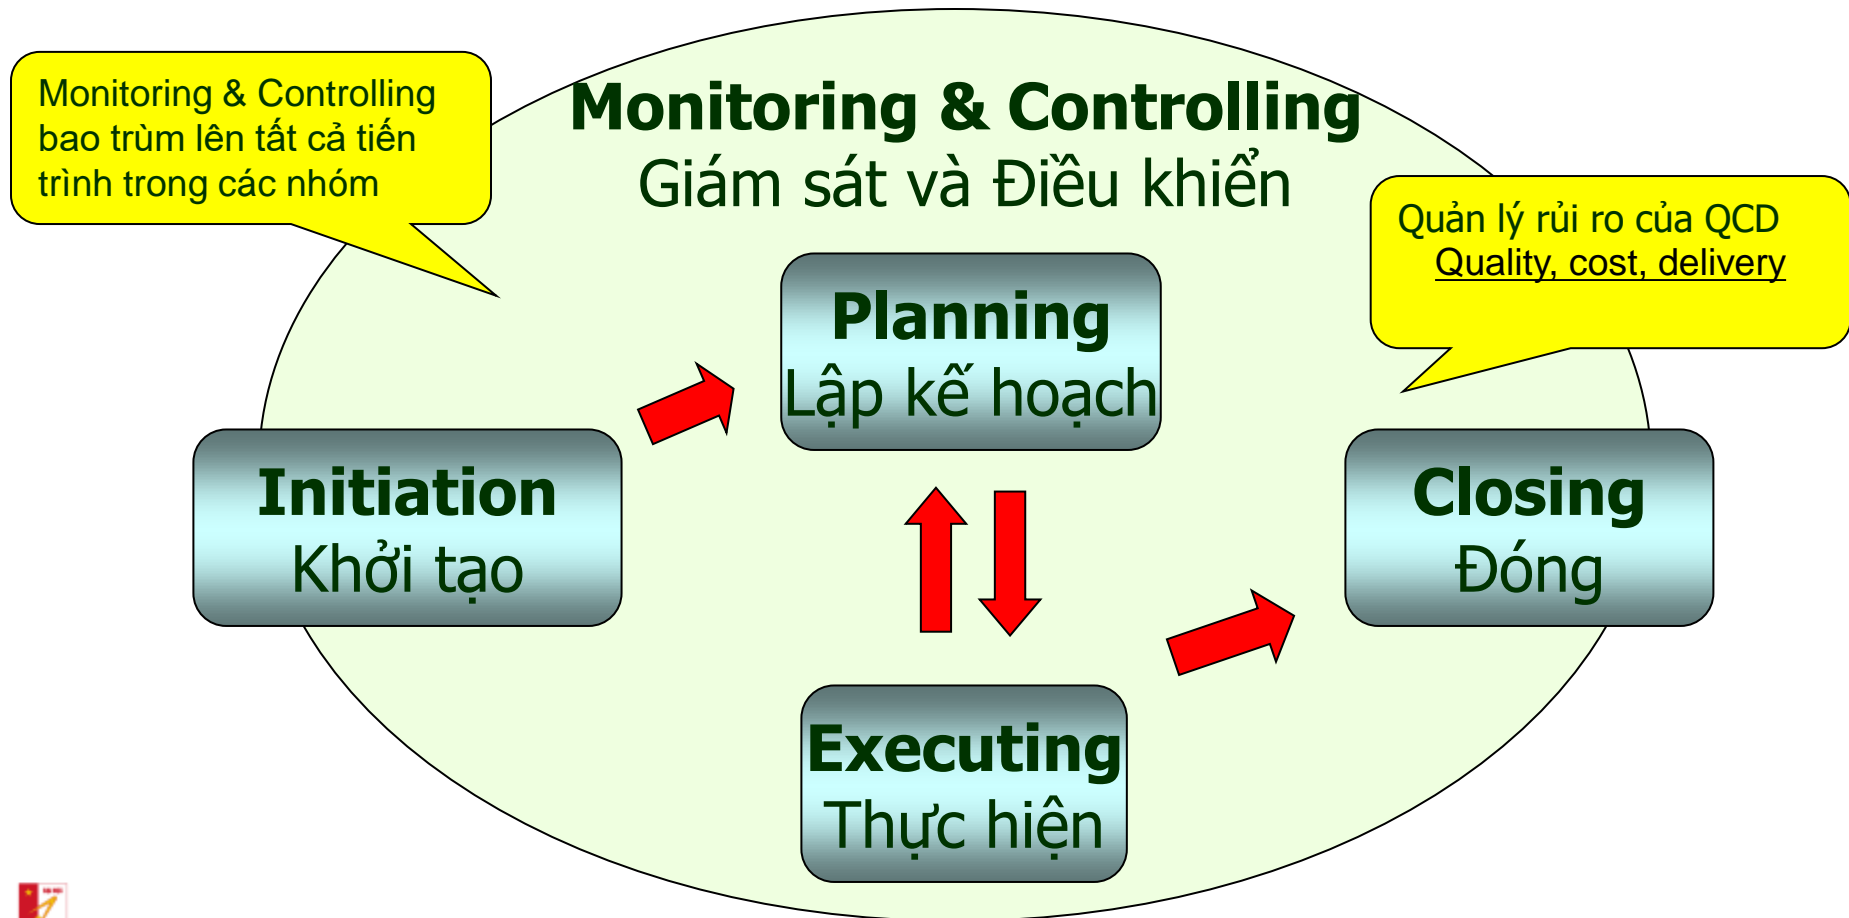 Monitoring & Controlling
bao trùm lên tất cả tiến
trình trong các nhóm
Monitoring & Controlling
Giám sát và Điều khiển
Quản lý rủi ro của QCD
Quality, cost, delivery
Planning
Lập kế hoạch
Initiation
Khởi tạo
Closing
Đóng
Executing
Thực hiện